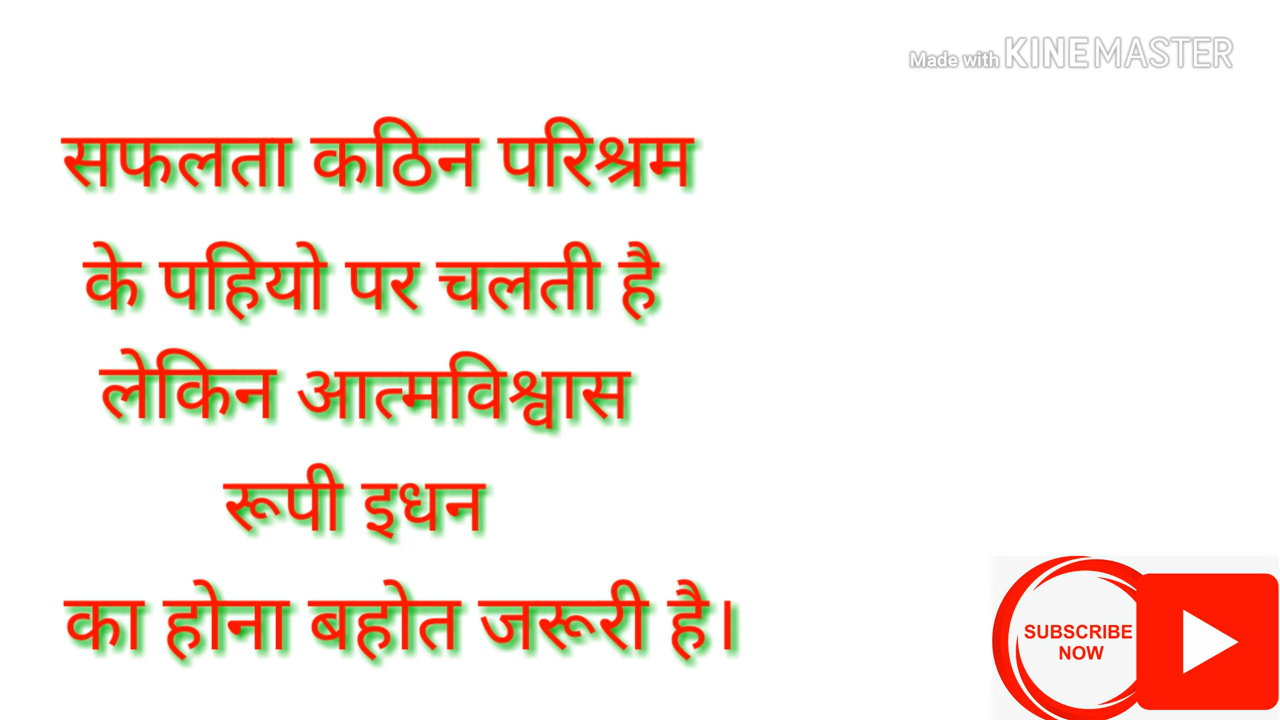 Made with KINEMASTER
सफलता कठिन परिश्रम
के पहियो पर चलती है
लेकिन आत्मविश्वास
रूपी इधन
का होना बहोत जरूरी है।
SUBSCRIBE
NOW